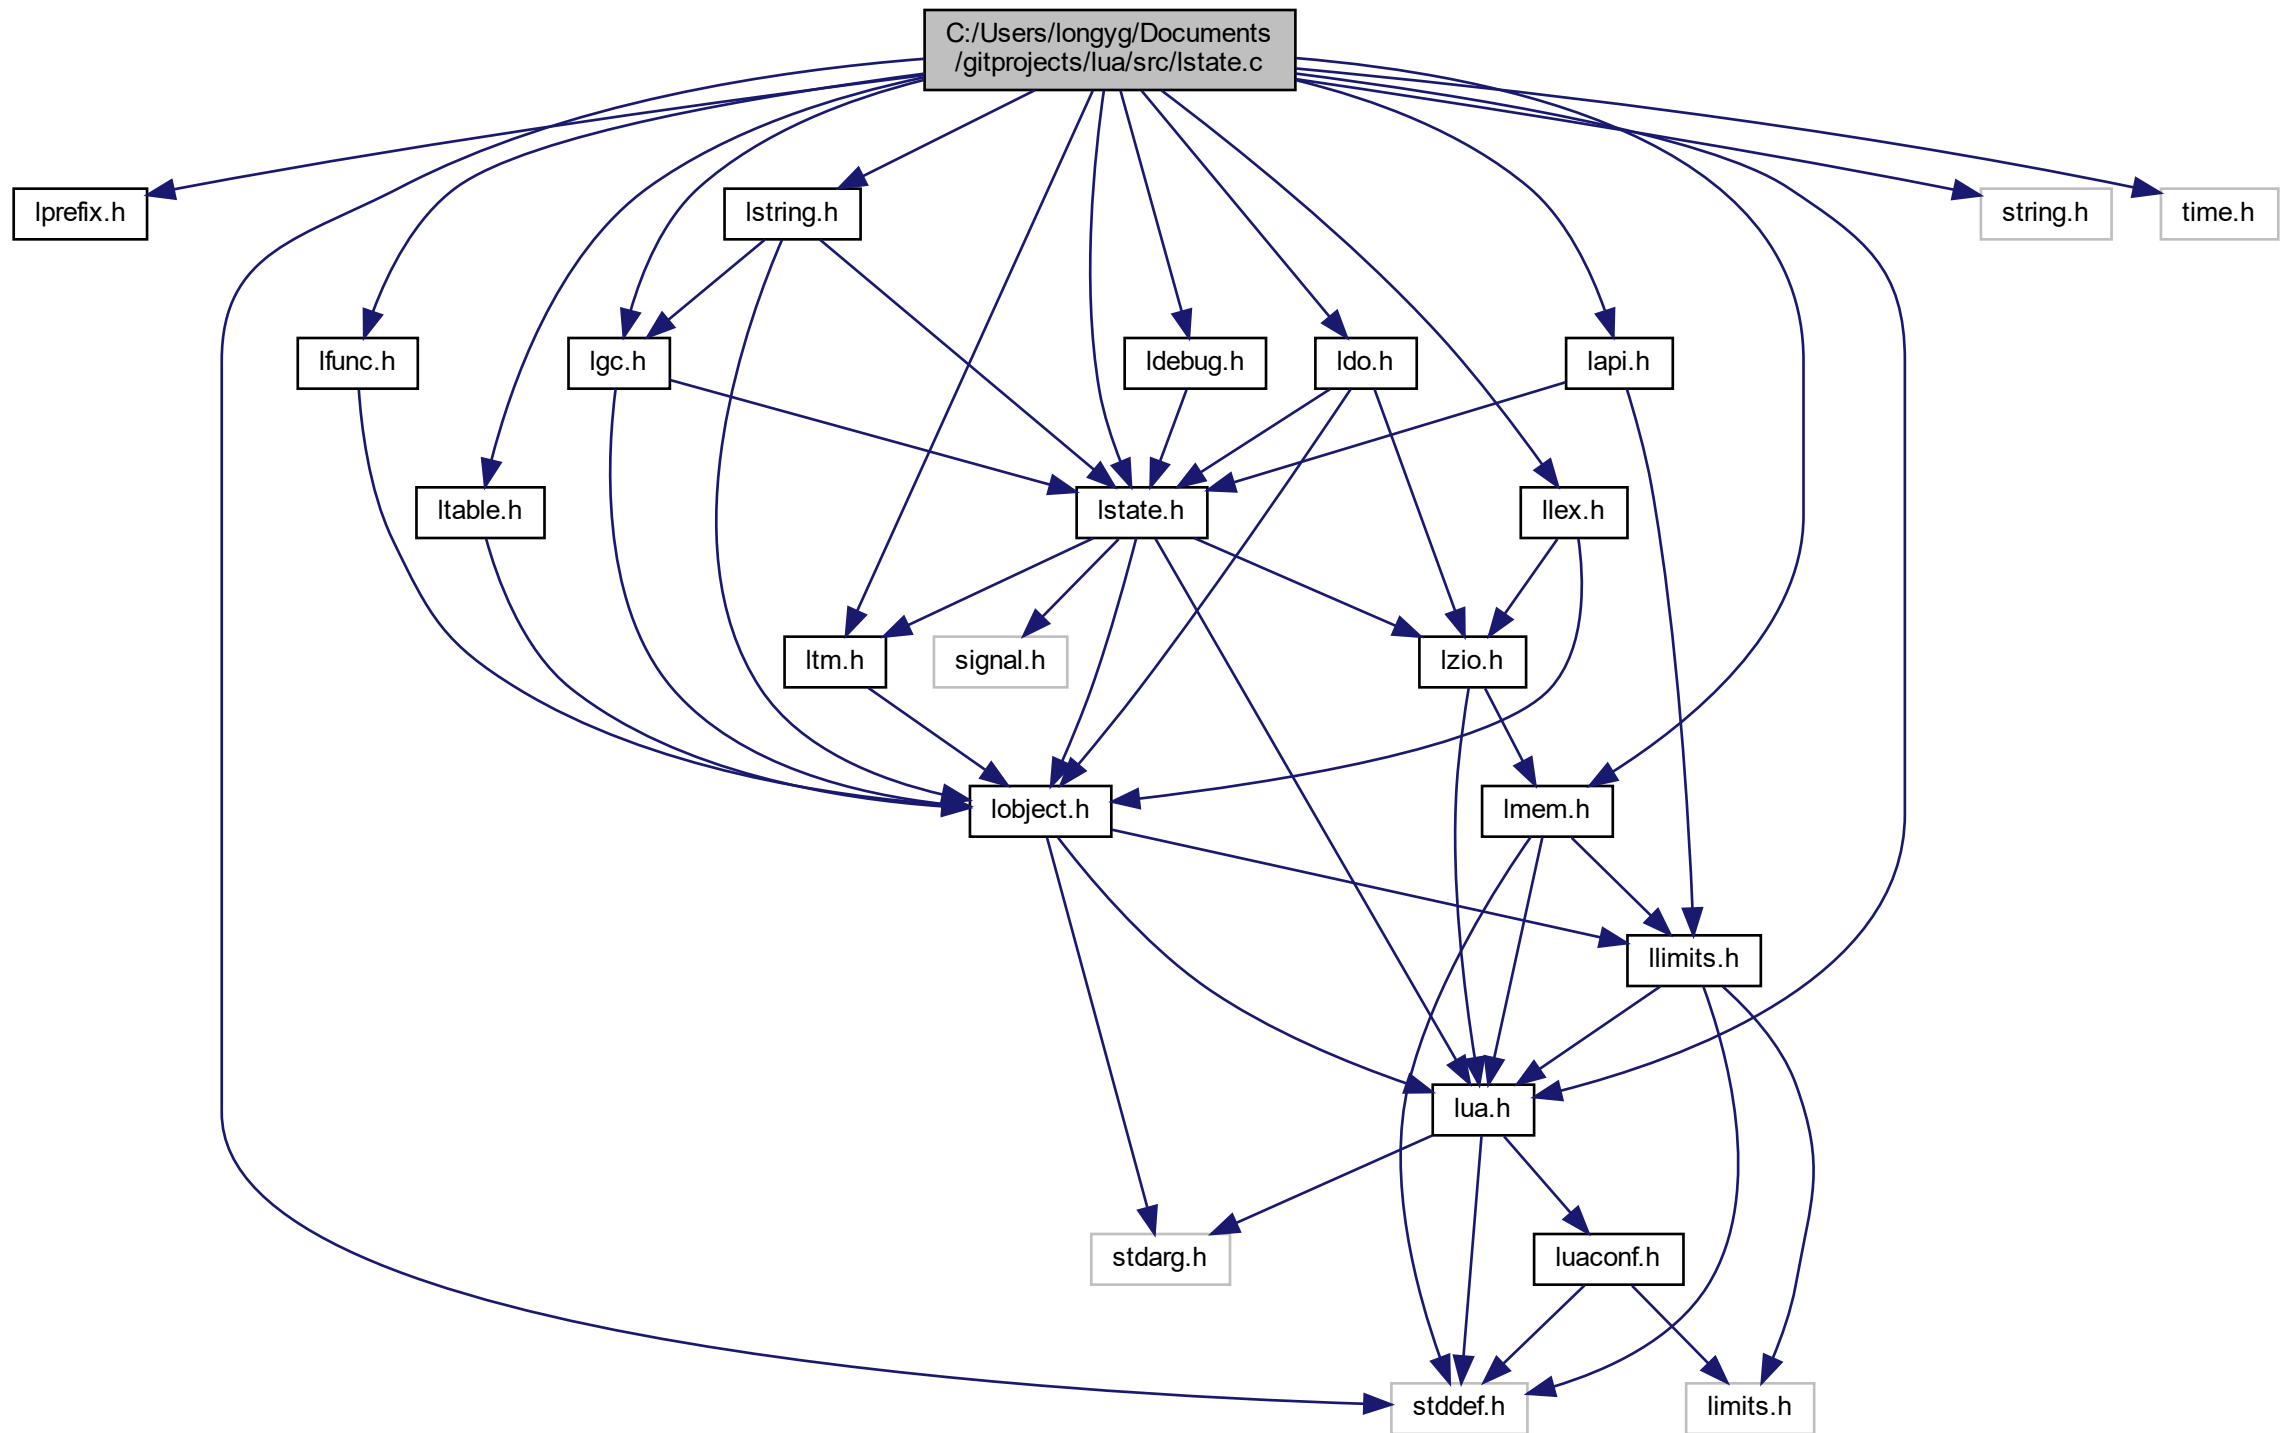 C:/Users/longyg/Documents
/gitprojects/lua/src/lstate.c
lprefix.h
lstring.h
string.h
time.h
lfunc.h
lgc.h
ldebug.h
ldo.h
lapi.h
ltable.h
lstate.h
llex.h
ltm.h
signal.h
lzio.h
lobject.h
lmem.h
llimits.h
lua.h
stdarg.h
luaconf.h
stddef.h
limits.h